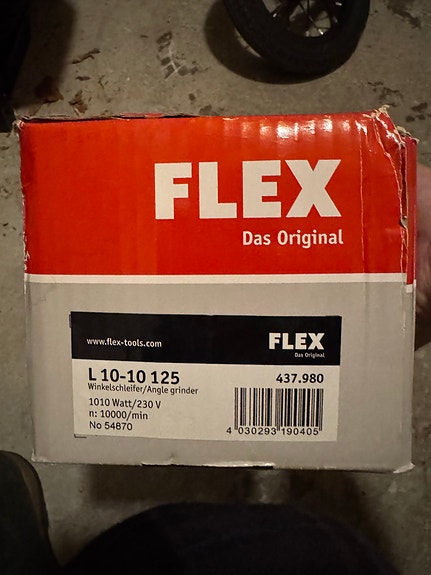 FLEX
Das Original
www.flex-tools.com
FLEX
Das Original
L 10-10 125
437.980
Winkelschleifer/Angle grinder
1010 Watt/230 V
n: 10000/min
No 54870
4 030293 190405